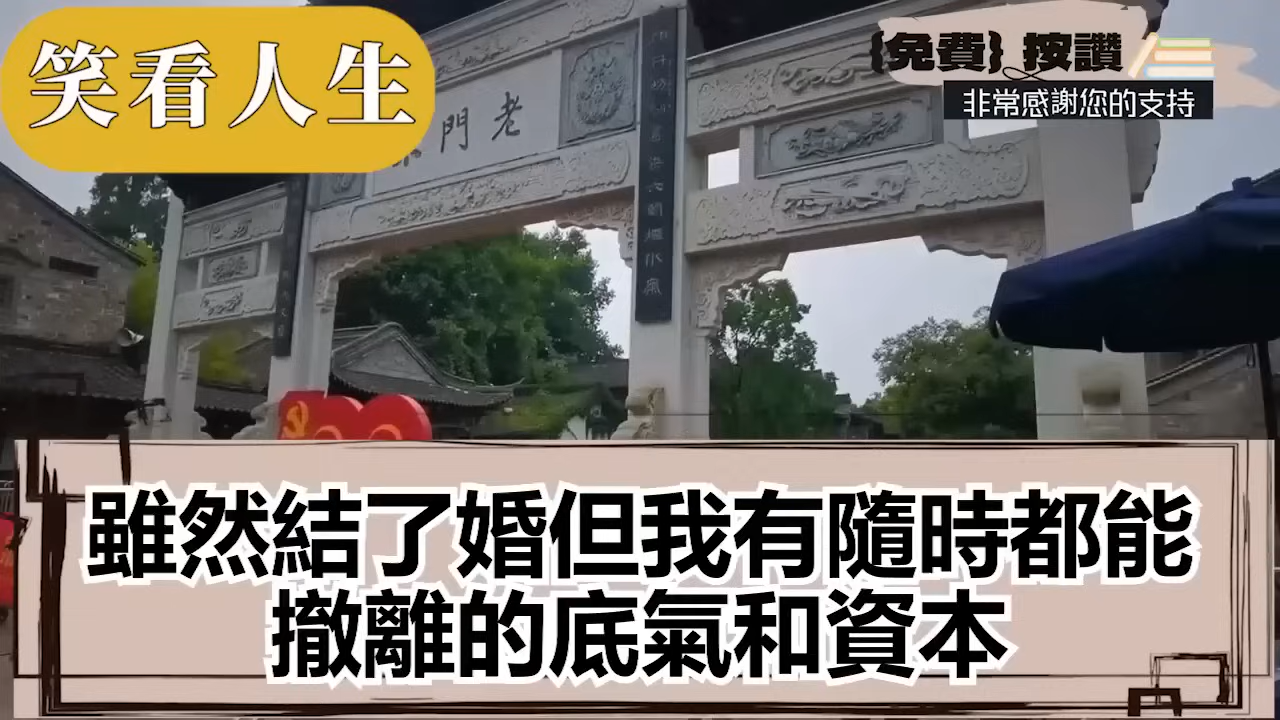 笑看人生
{免費} 按讚
非常感謝您的支持
老門
雖然結了婚但我有隨時都能
撤離的底氣和資本